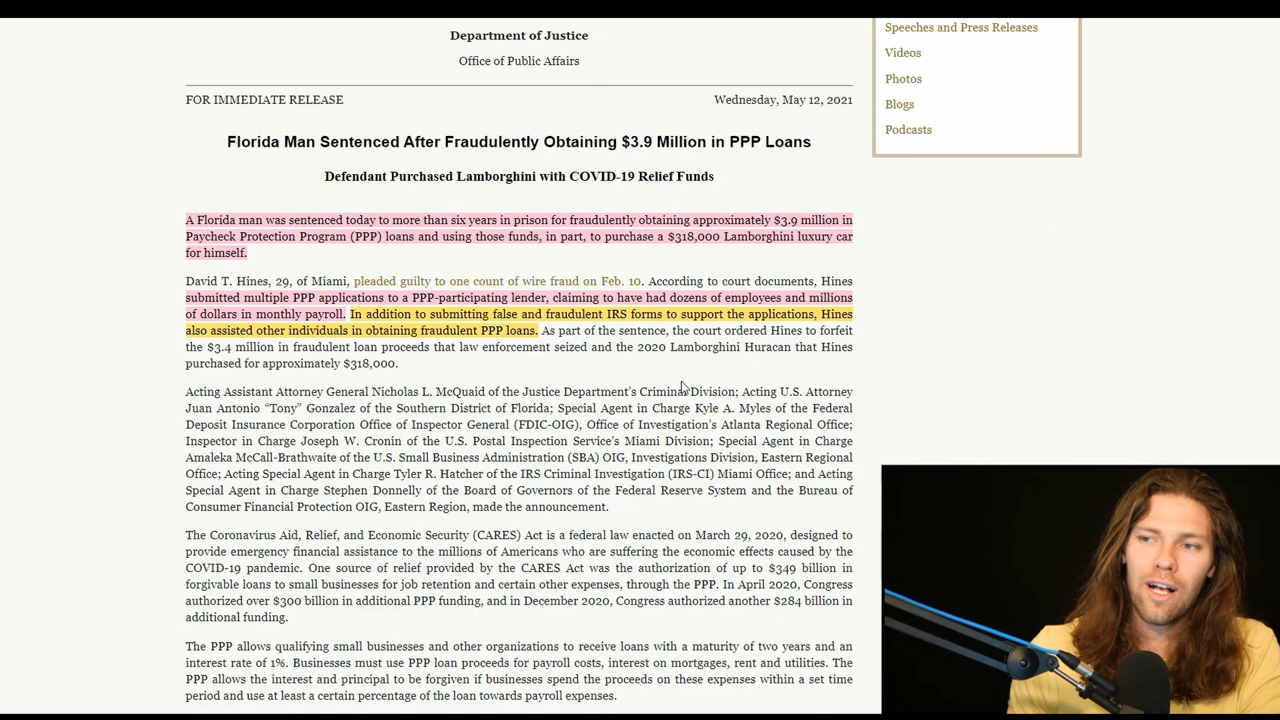 Department of Justice
Office of Public Affairs
FOR IMMEDIATE RELEASE
Wednesday, May 12, 2021
Florida Man Sentenced After Fraudulently Obtaining $3.9 Million in PPP Loans
Defendant Purchased Lamborghini with COVID-19 Relief Funds
A Florida man was sentenced today to more than six years in prison for fraudulently obtaining approximately $3.9 million in
Paycheck Protection Program (PPP) loans and using those funds, in part, to purchase a $318,000 Lamborghini luxury car
for himself.
David T. Hines, 29, of Miami, pleaded guilty to one count of wire fraud on Feb. 10. According to court documents, Hines
submitted multiple PPP applications to a PPP-participating lender, claiming to have had dozens of employees and millions
of dollars in monthly payroll. In addition to submitting false and fraudulent IRS forms to support the applications, Hines
also assisted other individuals in obtaining fraudulent PPP loans. As part of the sentence, the court ordered Hines to forfeit
the $3.4 million in fraudulent loan proceeds that law enforcement seized and the 2020 Lamborghini Huracan that Hines
purchased for approximately $318,000.
Acting Assistant Attorney General Nicholas L. McQuaid of the Justice Department's Criminal Division; Acting U.S. Attorney
Juan Antonio “Tony” Gonzalez of the Southern District of Florida; Special Agent in Charge Kyle A. Myles of the Federal
Deposit Insurance Corporation Office of Inspector General (FDIC-OIG), Office of Investigation's Atlanta Regional Office;
Inspector in Charge Joseph W. Cronin of the U.S. Postal Inspection Service's Miami Division; Special Agent in Charge
Amaleka McCall-Brathwaite of the U.S. Small Business Administration (SBA) OIG, Investigations Division, Eastern Regional
Office; Acting Special Agent in Charge Tyler R. Hatcher of the IRS Criminal Investigation (IRS-CI) Miami Office; and Acting
Special Agent in Charge Stephen Donnelly of the Board of Governors of the Federal Reserve System and the Bureau of
Consumer Financial Protection OIG, Eastern Region, made the announcement.
The Coronavirus Aid, Relief, and Economic Security (CARES) Act is a federal law enacted on March 29, 2020, designed to
provide emergency financial assistance to the millions of Americans who are suffering the economic effects caused by the
COVID-19 pandemic. One source of relief provided by the CARES Act was the authorization of up to $349 billion in
forgivable loans to small businesses for job retention and certain other expenses, through the PPP. In April 2020, Congress
authorized over $300 billion in additional PPP funding, and in December 2020, Congress authorized another $284 billion in
additional funding.
The PPP allows qualifying small businesses and other organizations to receive loans with a maturity of two years and an
interest rate of 1%. Businesses must use PPP loan proceeds for payroll costs, interest on mortgages, rent and utilities. The
PPP allows the interest and principal to be forgiven if businesses spend the proceeds on these expenses within a set time
period and use at least a certain percentage of the loan towards payroll expenses.
Speeches and Press Releases
Videos
Photos
Blogs
Podcasts